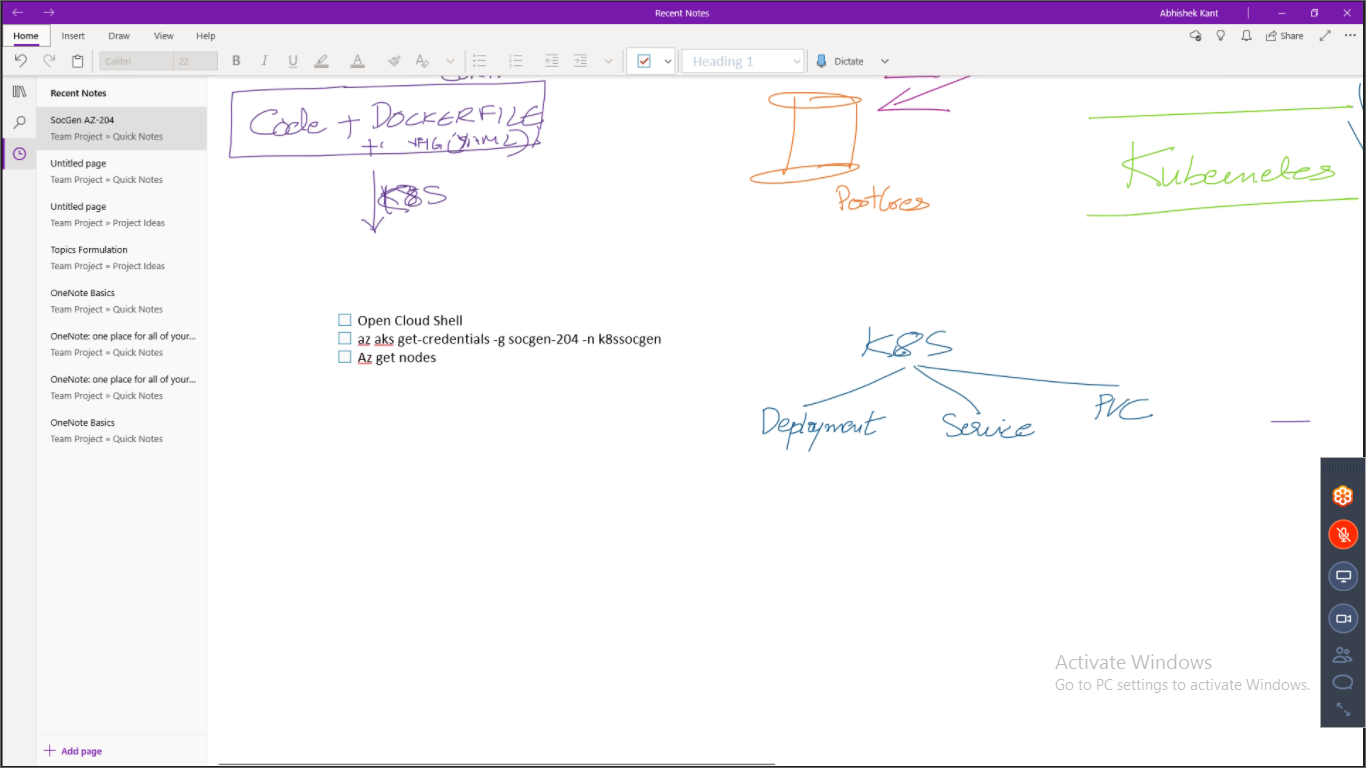 Recent Notes
Abhishek Kant
Home
Insert
Draw
View
Help
Share
Calibri
22
B
I
U
A
Heading 1
Dictate
Recent Notes
SocGen AZ-204
Team Project » Quick Notes
Untitled page
Team Project » Quick Notes
Untitled page
Team Project » Project Ideas
Topics Formulation
Team Project » Project Ideas
OneNote Basics
Team Project » Quick Notes
OneNote: one place for all of your...
Team Project » Quick Notes
OneNote: one place for all of your...
Team Project » Quick Notes
OneNote Basics
Team Project » Quick Notes
Add page
Code + DOCKERFILE
K8S
Kubernetes
Open Cloud Shell
az aks get-credentials -g socgen-204 -n k8ssocgen
Az get nodes
K8S
Deployment
Service
PVC
Activate Windows
Go to PC settings to activate Windows.